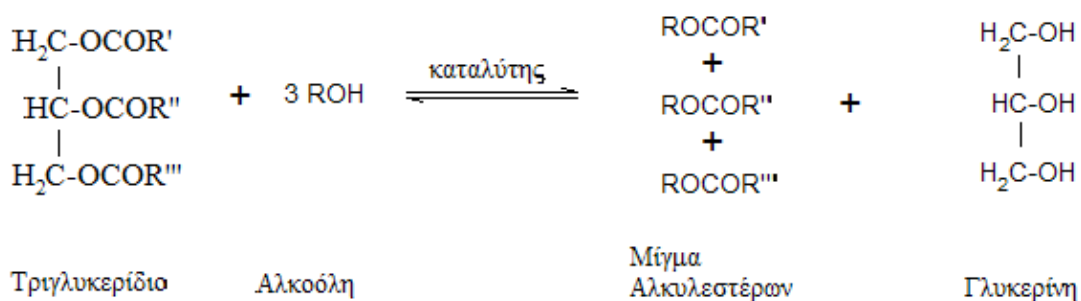 H₂C-OCOR'
HC-OCOR"
H₂C-OCOR'''
+
3 ROH
καταλύτης
ROCOR'
+
ROCOR"
+
ROCOR'''
+
H₂C-OH
HC-OH
H₂C-OH
Τριγλυκερίδιο
Αλκοόλη
Μίγμα
Αλκυλεστέρων
Γλυκερίνη